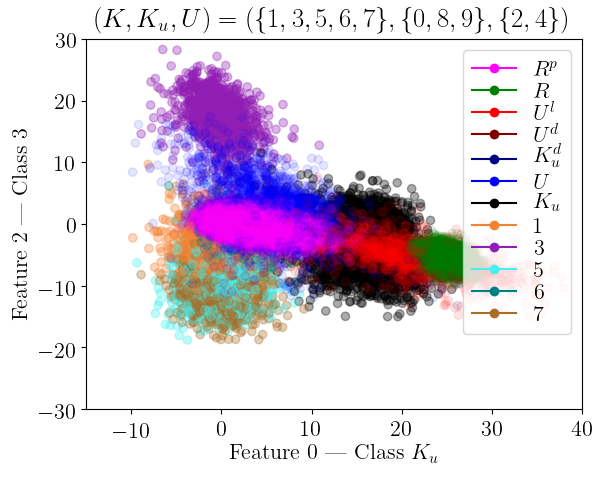 (K, K_u, U) = ({1, 3, 5, 6, 7}, {0, 8, 9}, {2, 4})
30
20
10
0
−10
−20
−30
Feature 2 — Class 3
R^p
R
U^l
U^d
K_u^d
U
K_u
1
3
5
6
7
−10
0
10
20
30
40
Feature 0 — Class K_u